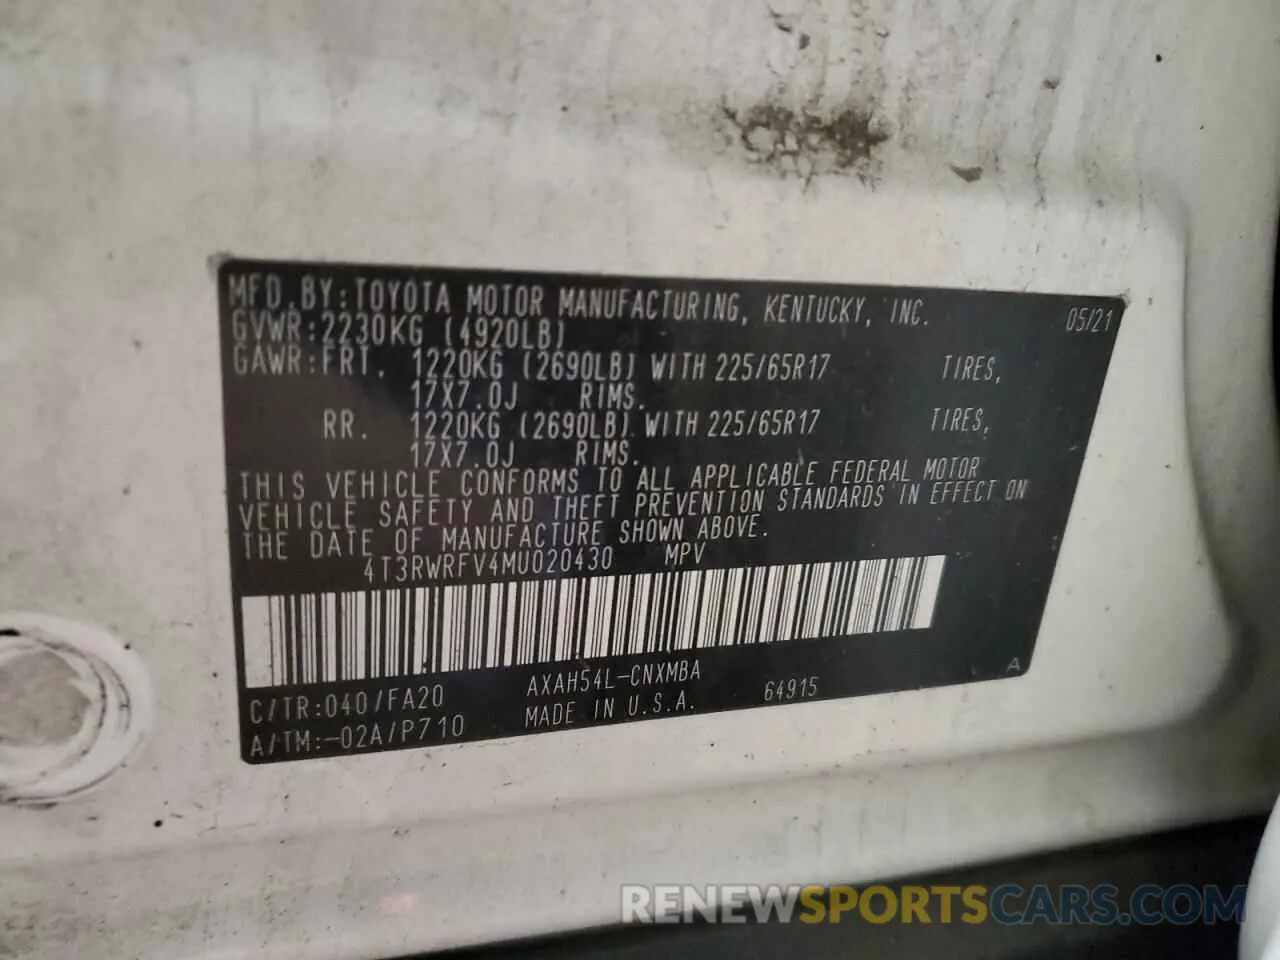 MFD.BY:TOYOTA MOTOR MANUFACTURING, KENTUCKY, INC. 05/21
GVWR:2230KG (4920LB)
GAWR:FRT. 1220KG (2690LB) WITH 225/65R17 TIRES,
17X7.0J RIMS.
RR. 1220KG (2690LB) WITH 225/65R17 TIRES,
17X7.0J RIMS.
THIS VEHICLE CONFORMS TO ALL APPLICABLE FEDERAL MOTOR
VEHICLE SAFETY AND THEFT PREVENTION STANDARDS IN EFFECT ON
THE DATE OF MANUFACTURE SHOWN ABOVE.
4T3RWRFV4MU020430 MPV
C/TR:040/FA20 AXAH54L-CNXMBA A
A/TM:-02A/P710 MADE IN U.S.A. 64915
RENEWSPORTSCARS.COM